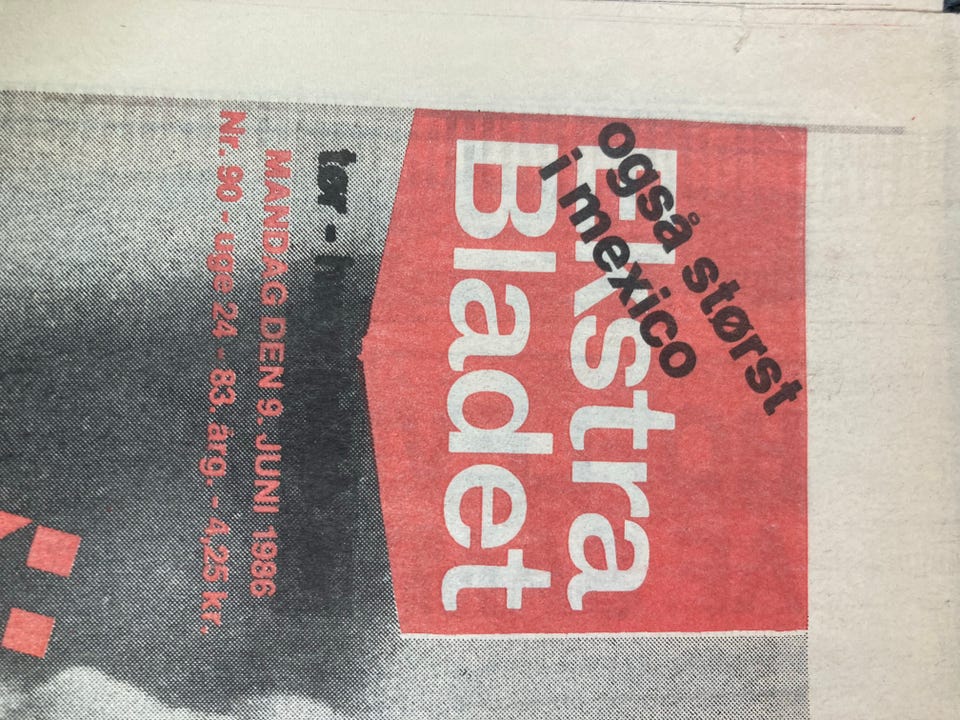 også størst
i mexico
Ekstra
Bladet
tør -
MANDAG DEN 9. JUNI 1986
Nr. 90 - uge 24 - 83. årg. - 4,25 kr.